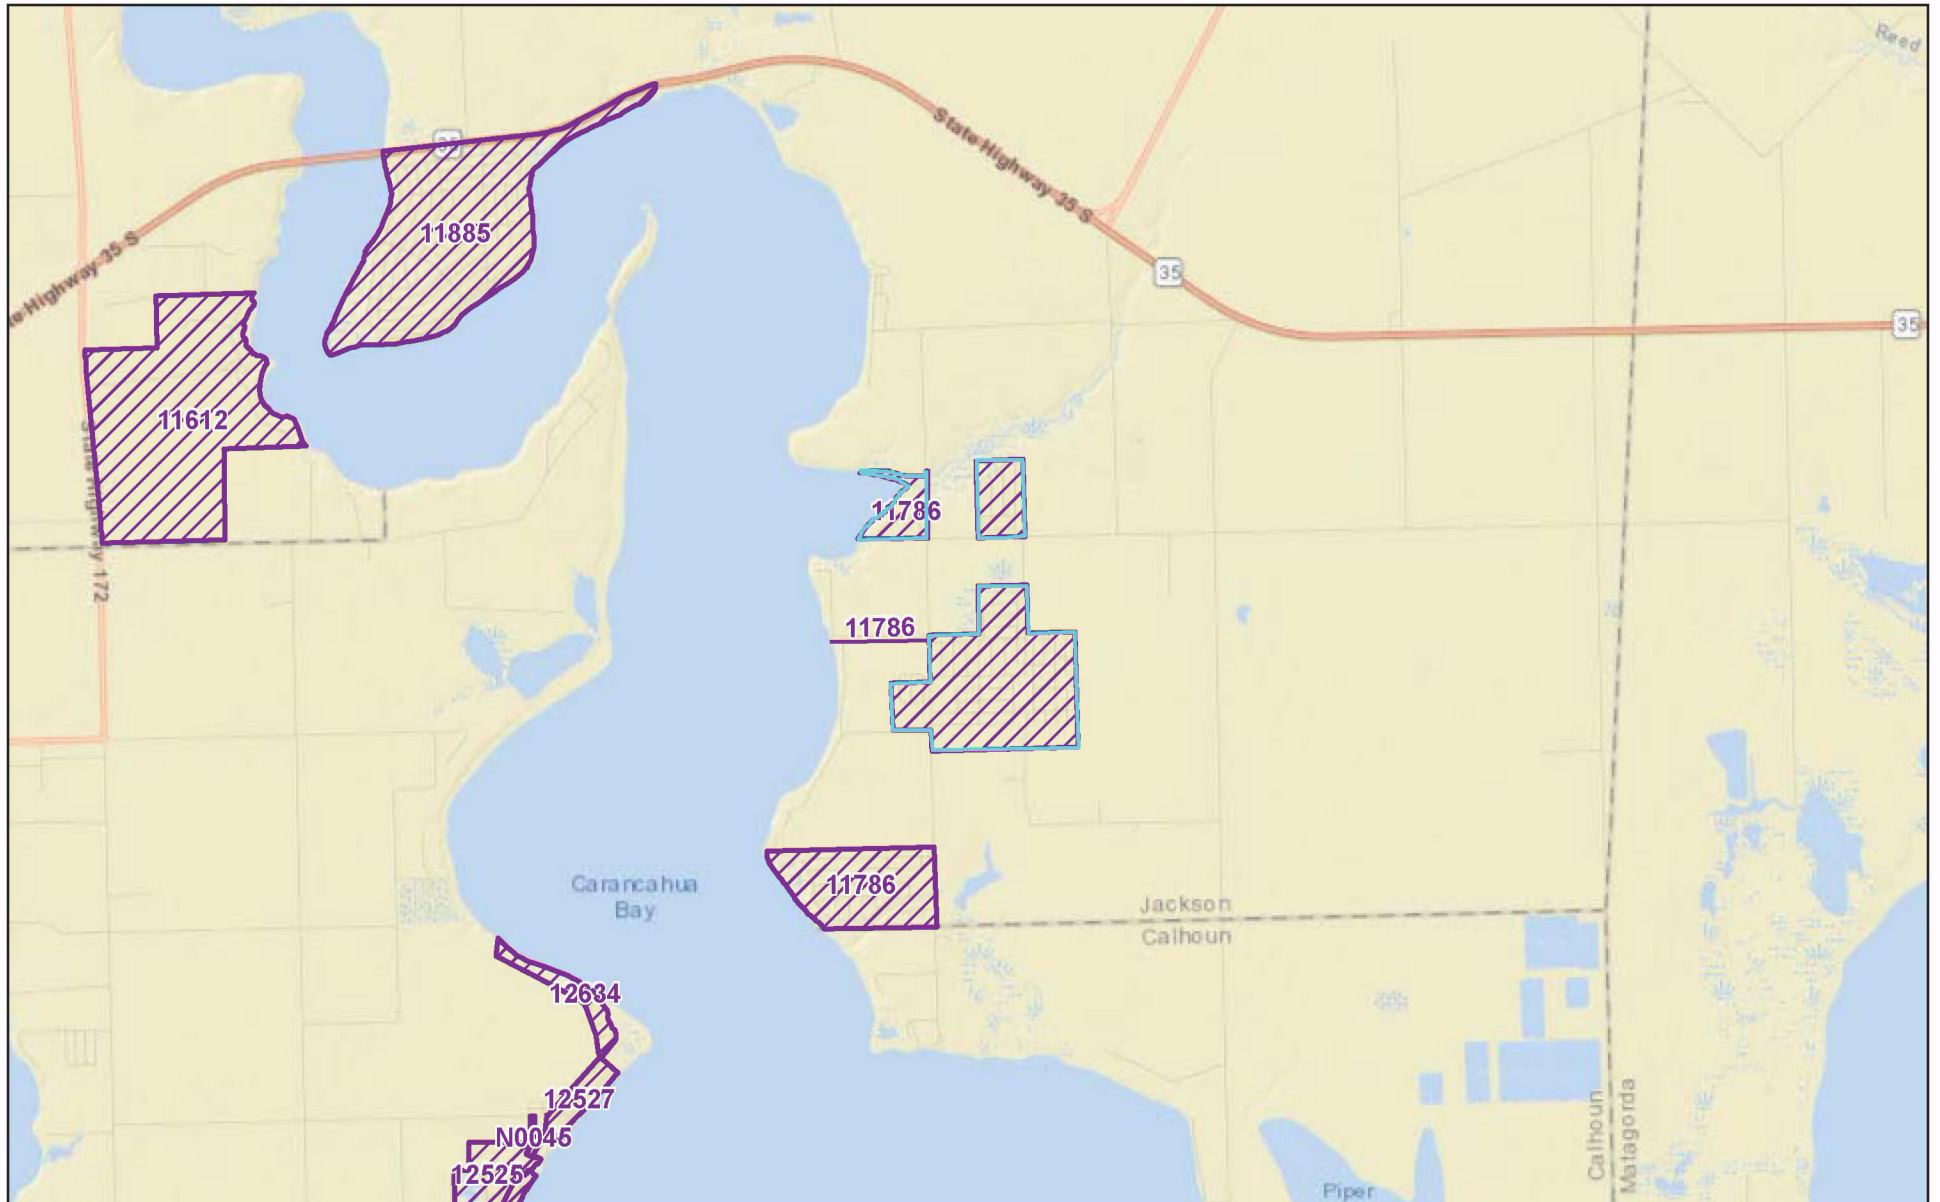 Reed
35
State Highway 35 S
11885
te Highway 35 S
35
35
11612
State Highway 172
11786
11786
11786
Carancahua
Bay
Jackson
Calhoun
12634
12527
N0045
12525
Calhoun
Matagorda
Piper